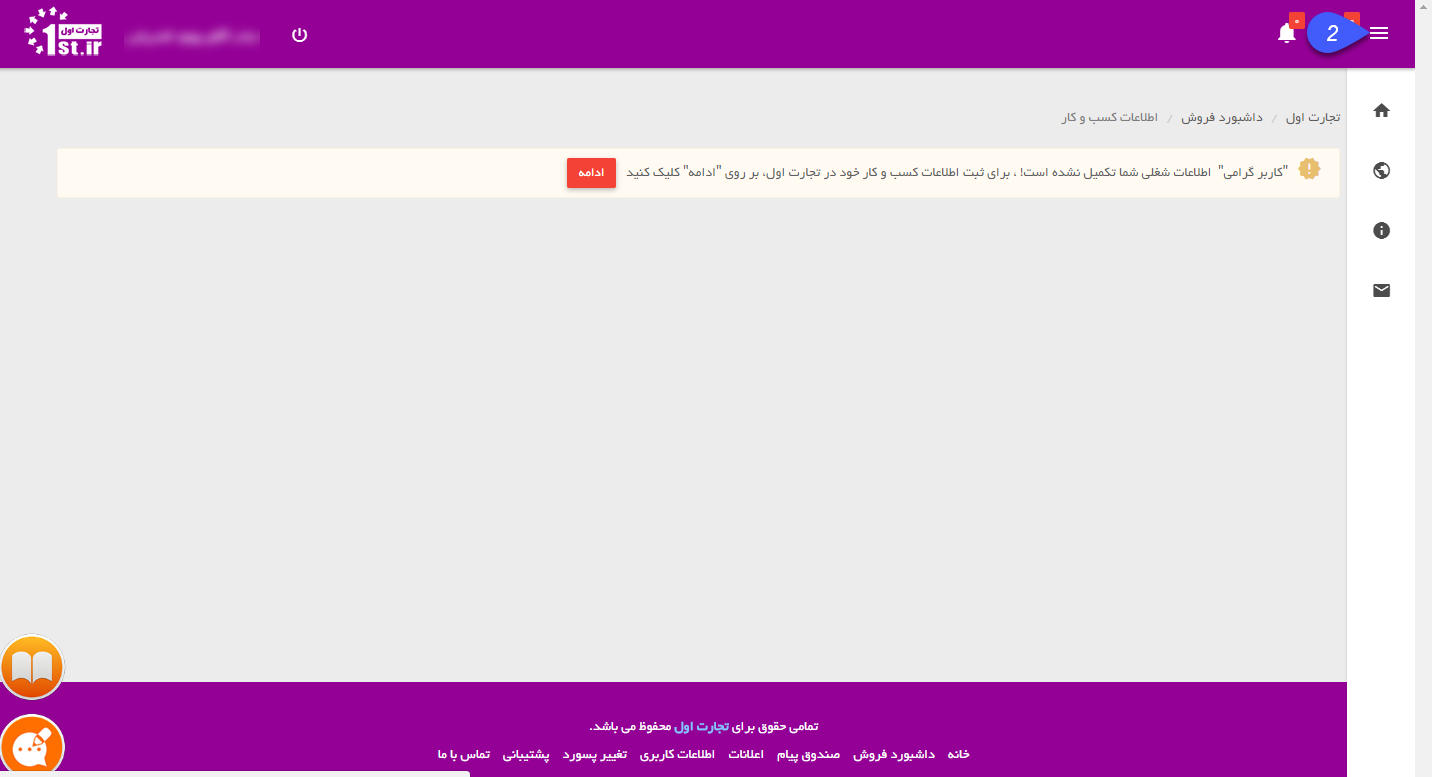 تجارت اول
1st.ir
2
تجارت اول / داشبورد فروش / اطلاعات کسب و کار
"کاربر گرامی" اطلاعات شغلی شما تکمیل نشده است! ، برای ثبت اطلاعات کسب و کار خود در تجارت اول، بر روی "ادامه" کلیک کنید
ادامه
تمامی حقوق برای تجارت اول محفوظ می باشد.
خانه داشبورد فروش صندوق پیام اعلانات اطلاعات کاربری تغییر پسورد پشتیبانی تماس با ما